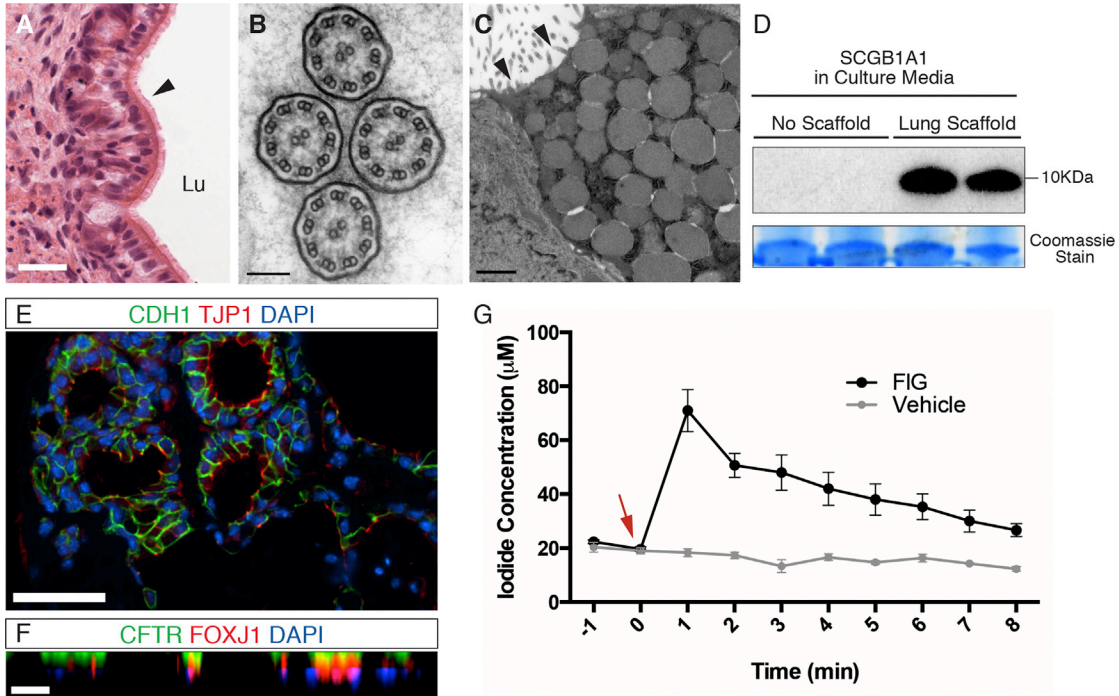 A
Lu
B
C
D
SCGB1A1
in Culture Media
No Scaffold
Lung Scaffold
10KDa
Coomassie
Stain
E
CDH1 TJP1 DAPI
F
CFTR FOXJ1 DAPI
G
Iodide Concentration (μM)
100
80
60
40
20
0
FIG
Vehicle
-1 0 1 2 3 4 5 6 7 8
Time (min)